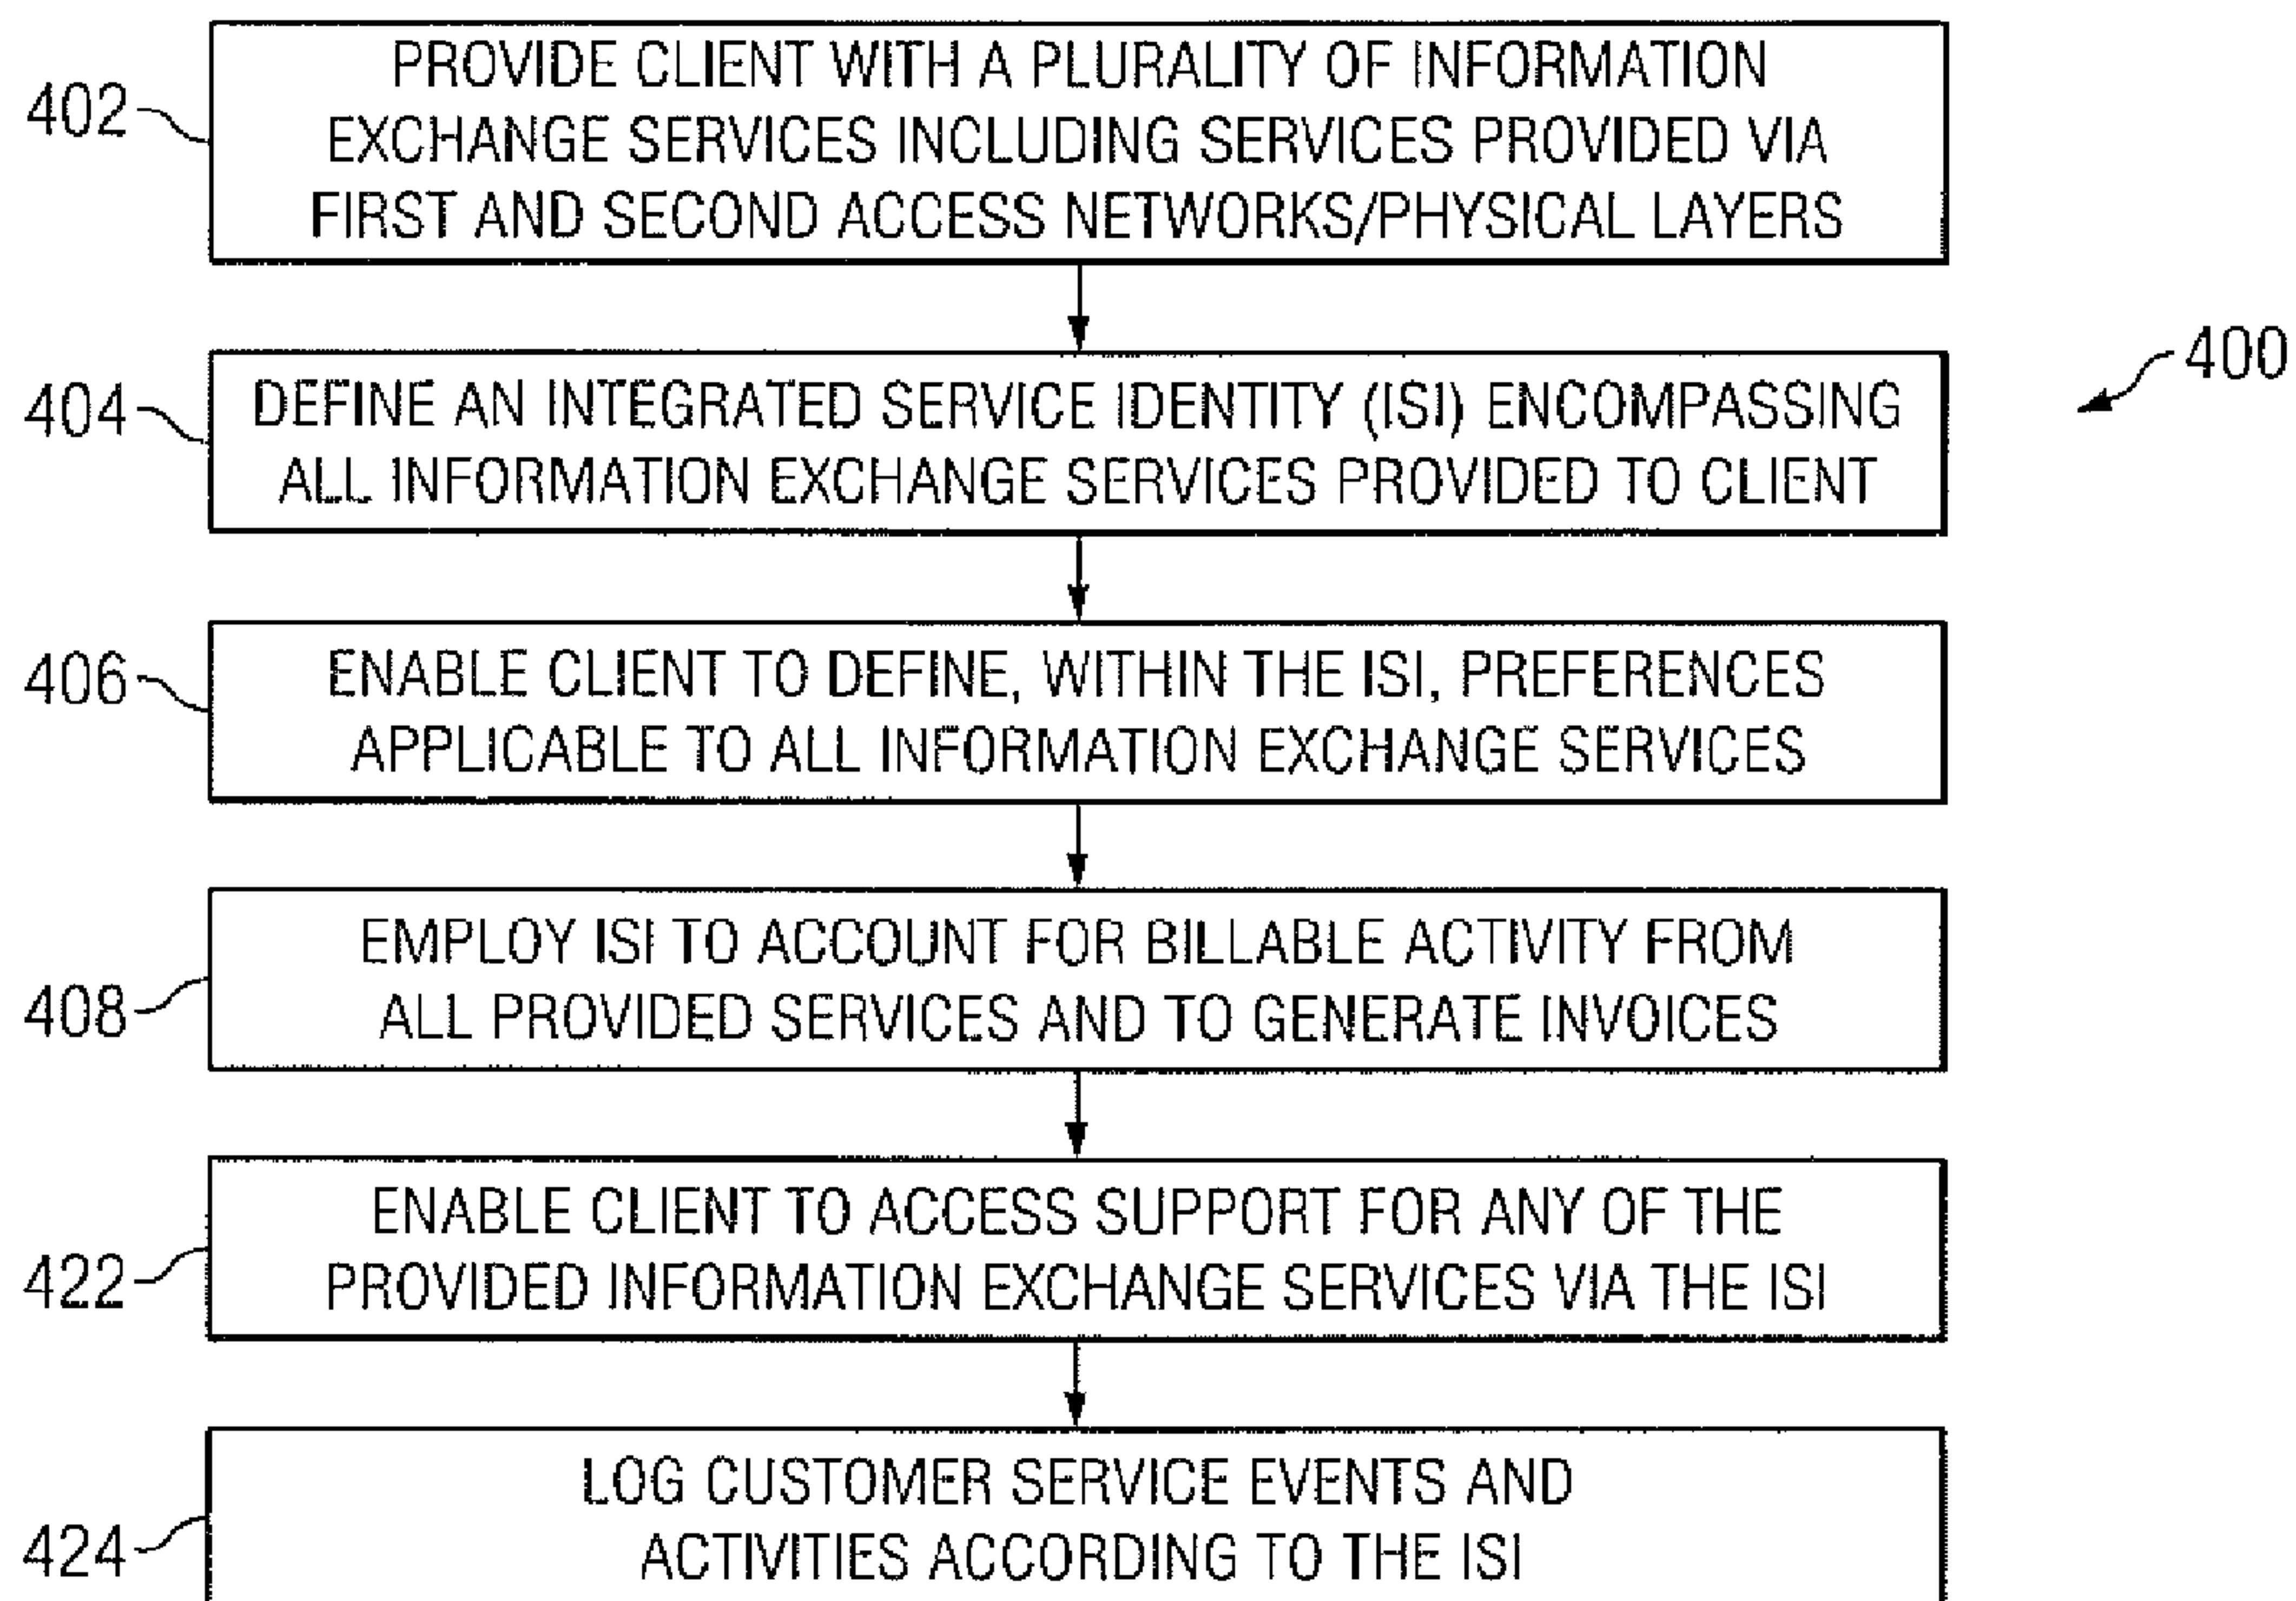 402
PROVIDE CLIENT WITH A PLURALITY OF INFORMATION
EXCHANGE SERVICES INCLUDING SERVICES PROVIDED VIA
FIRST AND SECOND ACCESS NETWORKS/PHYSICAL LAYERS
400
404
DEFINE AN INTEGRATED SERVICE IDENTITY (ISI) ENCOMPASSING
ALL INFORMATION EXCHANGE SERVICES PROVIDED TO CLIENT
406
ENABLE CLIENT TO DEFINE, WITHIN THE ISI, PREFERENCES
APPLICABLE TO ALL INFORMATION EXCHANGE SERVICES
408
EMPLOY ISI TO ACCOUNT FOR BILLABLE ACTIVITY FROM
ALL PROVIDED SERVICES AND TO GENERATE INVOICES
422
ENABLE CLIENT TO ACCESS SUPPORT FOR ANY OF THE
PROVIDED INFORMATION EXCHANGE SERVICES VIA THE ISI
424
LOG CUSTOMER SERVICE EVENTS AND
ACTIVITIES ACCORDING TO THE ISI